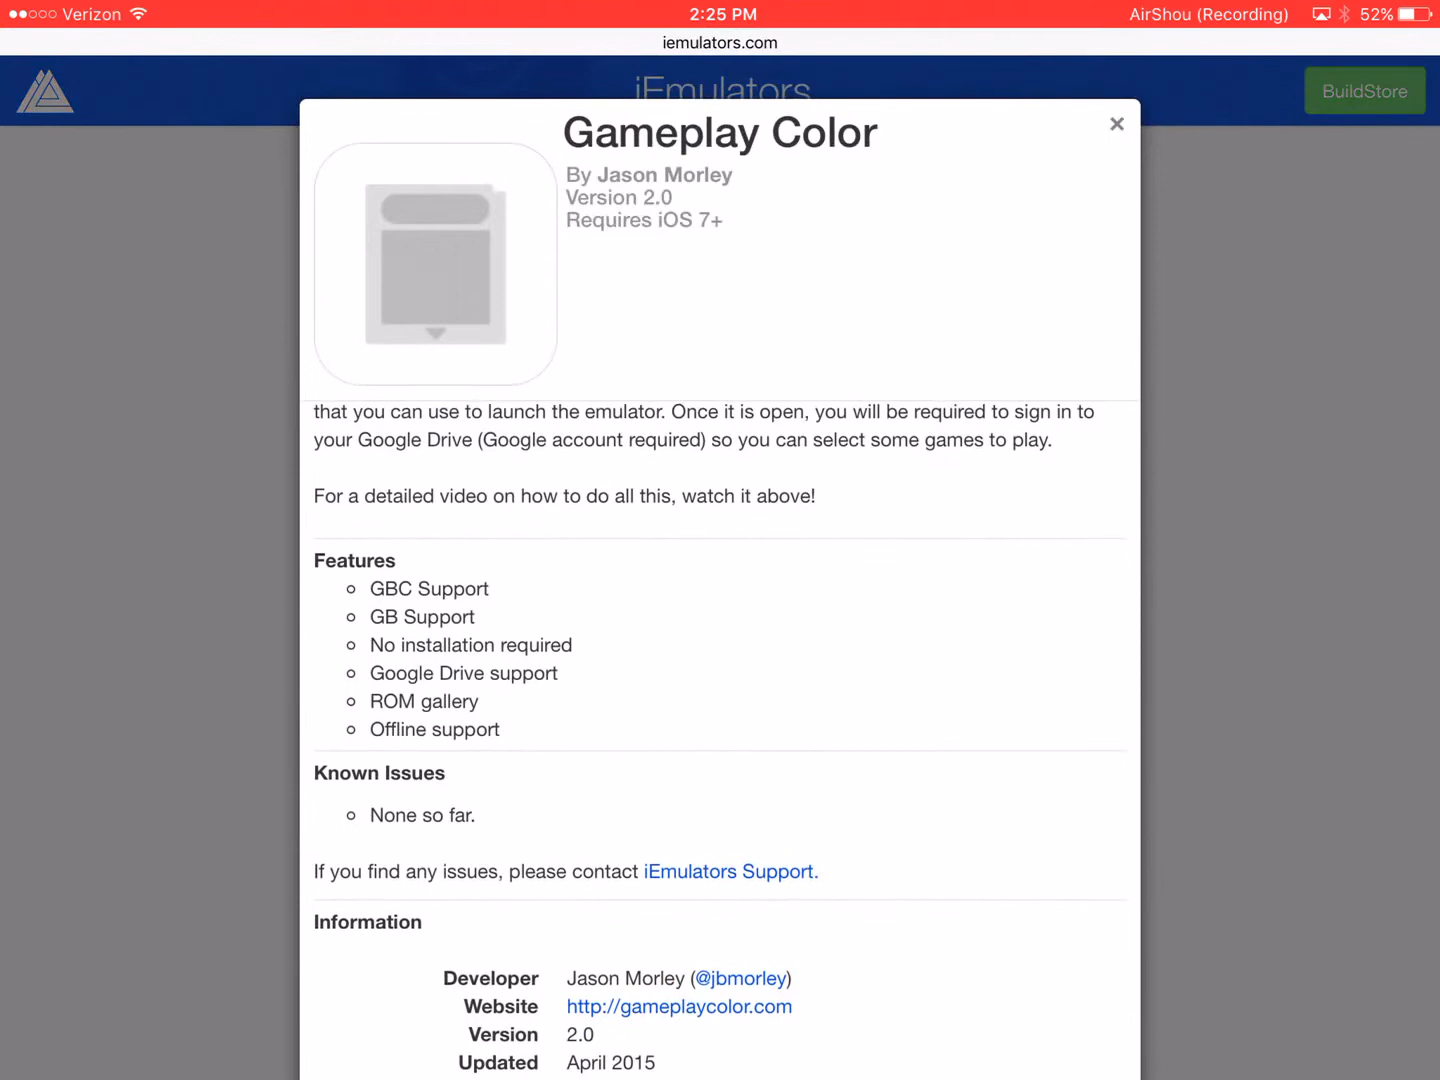 Verizon 2:25 PM AirShou (Recording) 52%
iemulators.com
iEmulators
BuildStore
Gameplay Color
×
By Jason Morley
Version 2.0
Requires iOS 7+
that you can use to launch the emulator. Once it is open, you will be required to sign in to
your Google Drive (Google account required) so you can select some games to play.
For a detailed video on how to do all this, watch it above!
Features
GBC Support
GB Support
No installation required
Google Drive support
ROM gallery
Offline support
Known Issues
None so far.
If you find any issues, please contact iEmulators Support.
Information
Developer Jason Morley (@jbmorley)
Website http://gameplaycolor.com
Version 2.0
Updated April 2015